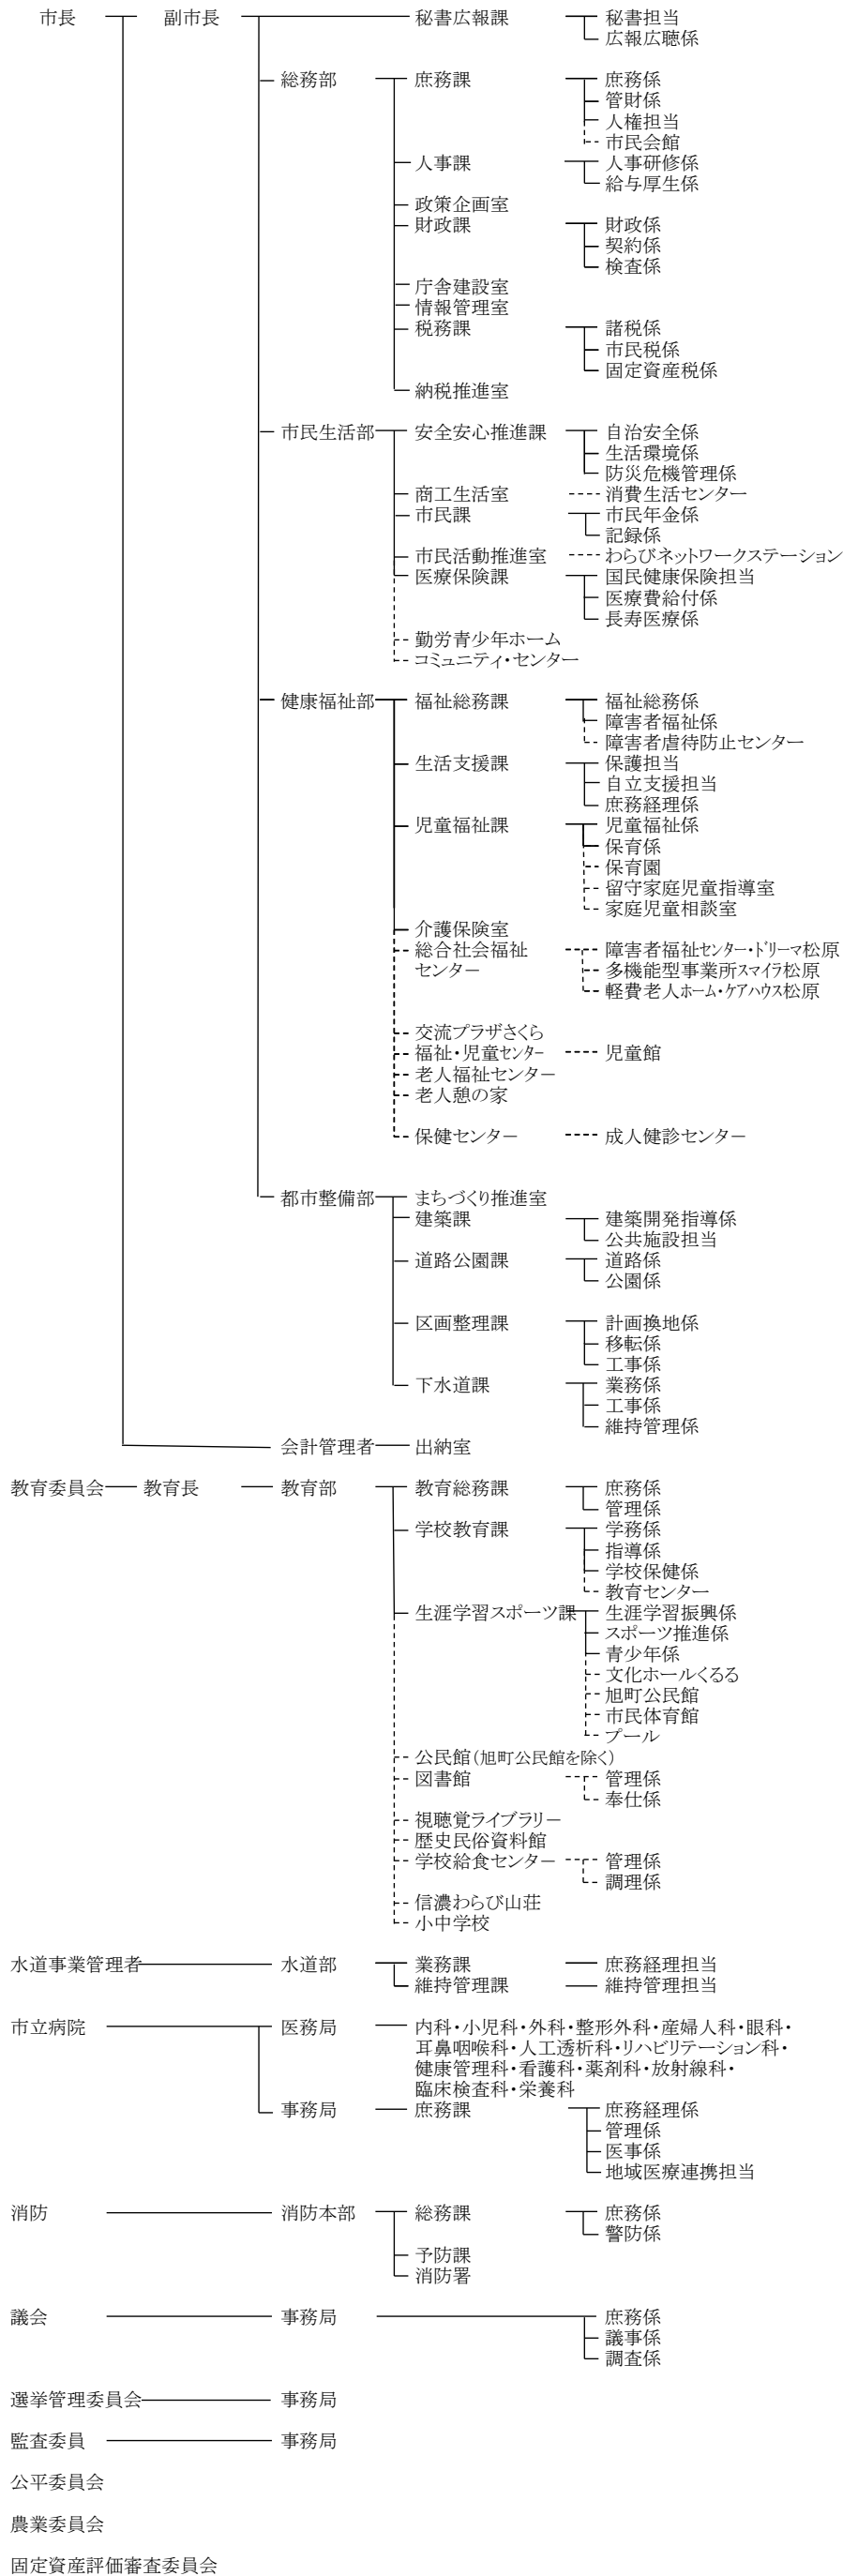 市長 副市長 秘書広報課 秘書担当
広報広聴係
総務部 庶務課 庶務係
管財係
人権担当
市民会館
人事課 人事研修係
給与厚生係
政策企画室
財政課 財政係
契約係
検査係
庁舎建設室
情報管理室
税務課 諸税係
市民税係
固定資産税係
納税推進室
市民生活部 安全安心推進課 自治安全係
生活環境係
防災危機管理係
商工生活室 消費生活センター
市民課 市民年金係
記録係
市民活動推進室 わらびネットワークステーション
医療保険課 国民健康保険担当
医療費給付係
長寿医療係
勤労青少年ホーム
コミュニティ・センター
健康福祉部 福祉総務課 福祉総務係
障害者福祉係
障害者虐待防止センター
生活支援課 保護担当
自立支援担当
庶務経理係
児童福祉課 児童福祉係
保育係
保育園
留守家庭児童指導室
家庭児童相談室
介護保険室
総合社会福祉 障害者福祉センター・ドリーマ松原
センター 多機能型事業所スマイラ松原
軽費老人ホーム・ケアハウス松原
交流プラザさくら
福祉・児童センター 児童館
老人福祉センター
老人憩の家
保健センター 成人健診センター
都市整備部 まちづくり推進室
建築課 建築開発指導係
公共施設担当
道路公園課 道路係
公園係
区画整理課 計画換地係
移転係
工事係
下水道課 業務係
工事係
維持管理係
会計管理者 出納室
教育委員会 教育長 教育部 教育総務課 庶務係
管理係
学校教育課 学務係
指導係
学校保健係
教育センター
生涯学習スポーツ課 生涯学習振興係
スポーツ推進係
青少年係
文化ホールくるる
旭町公民館
市民体育館
プール
公民館(旭町公民館を除く)
図書館 管理係
奉仕係
視聴覚ライブラリー
歴史民俗資料館
学校給食センター 管理係
調理係
信濃わらび山荘
小中学校
水道事業管理者 水道部 業務課 庶務経理担当
維持管理課 維持管理担当
市立病院 医務局 内科・小児科・外科・整形外科・産婦人科・眼科・
耳鼻咽喉科・人工透析科・リハビリテーション科・
健康管理科・看護科・薬剤科・放射線科・
臨床検査科・栄養科
事務局 庶務課 庶務経理係
管理係
医事係
地域医療連携担当
消防 消防本部 総務課 庶務係
警防係
予防課
消防署
議会 事務局 庶務係
議事係
調査係
選挙管理委員会 事務局
監査委員 事務局
公平委員会
農業委員会
固定資産評価審査委員会